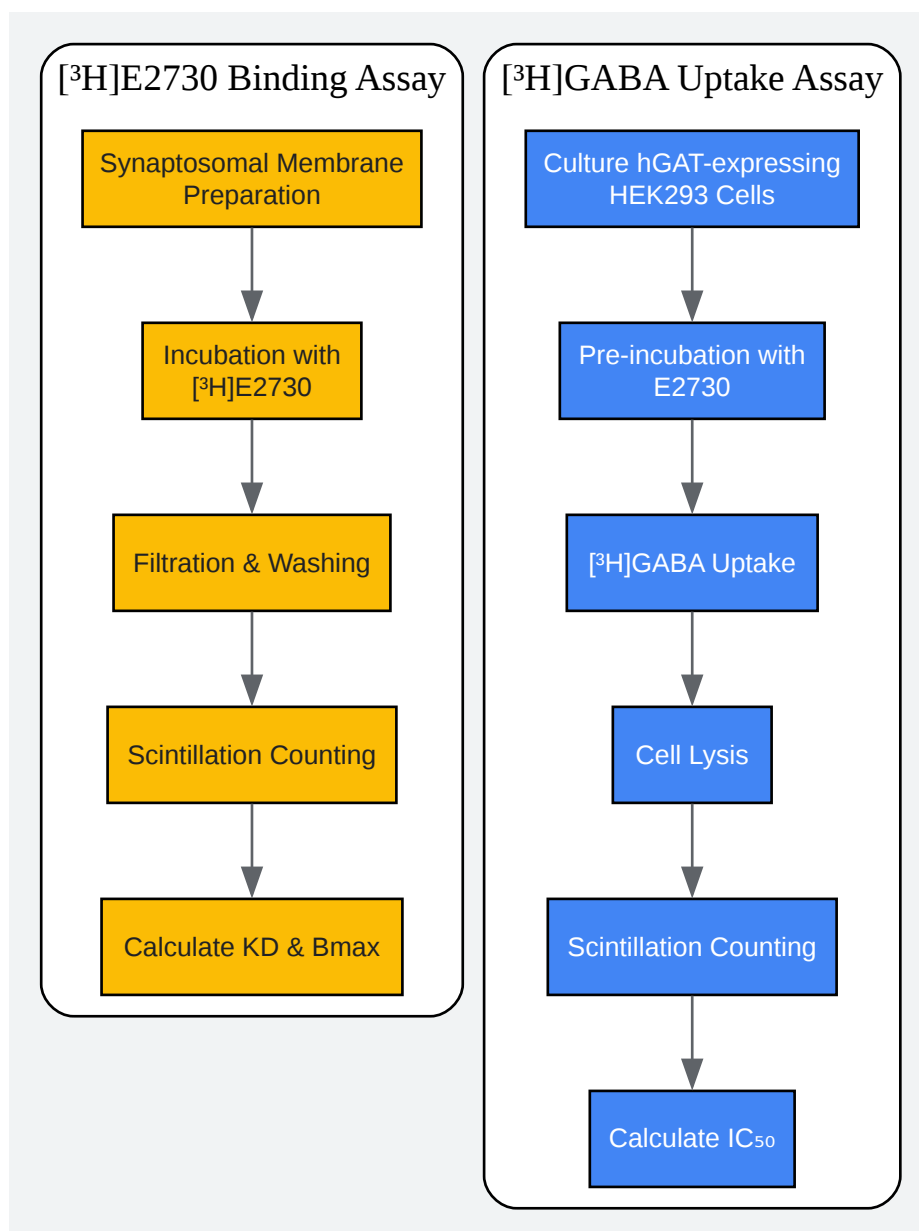 [³H]E2730 Binding Assay
Synaptosomal Membrane
Preparation
Incubation with
[³H]E2730
Filtration & Washing
Scintillation Counting
Calculate KD & Bmax
[³H]GABA Uptake Assay
Culture hGAT-expressing
HEK293 Cells
Pre-incubation with
E2730
[³H]GABA Uptake
Cell Lysis
Scintillation Counting
Calculate IC₅₀